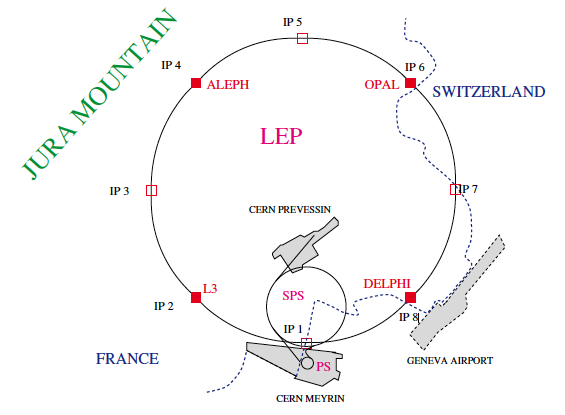 IP 5
JURA MOUNTAIN
IP 4
ALEPH
IP 6
OPAL
SWITZERLAND
LEP
IP 3
IP 7
CERN PREVESSIN
L3
IP 2
SPS
DELPHI
IP 8
IP 1
FRANCE
PS
GENEVA AIRPORT
CERN MEYRIN